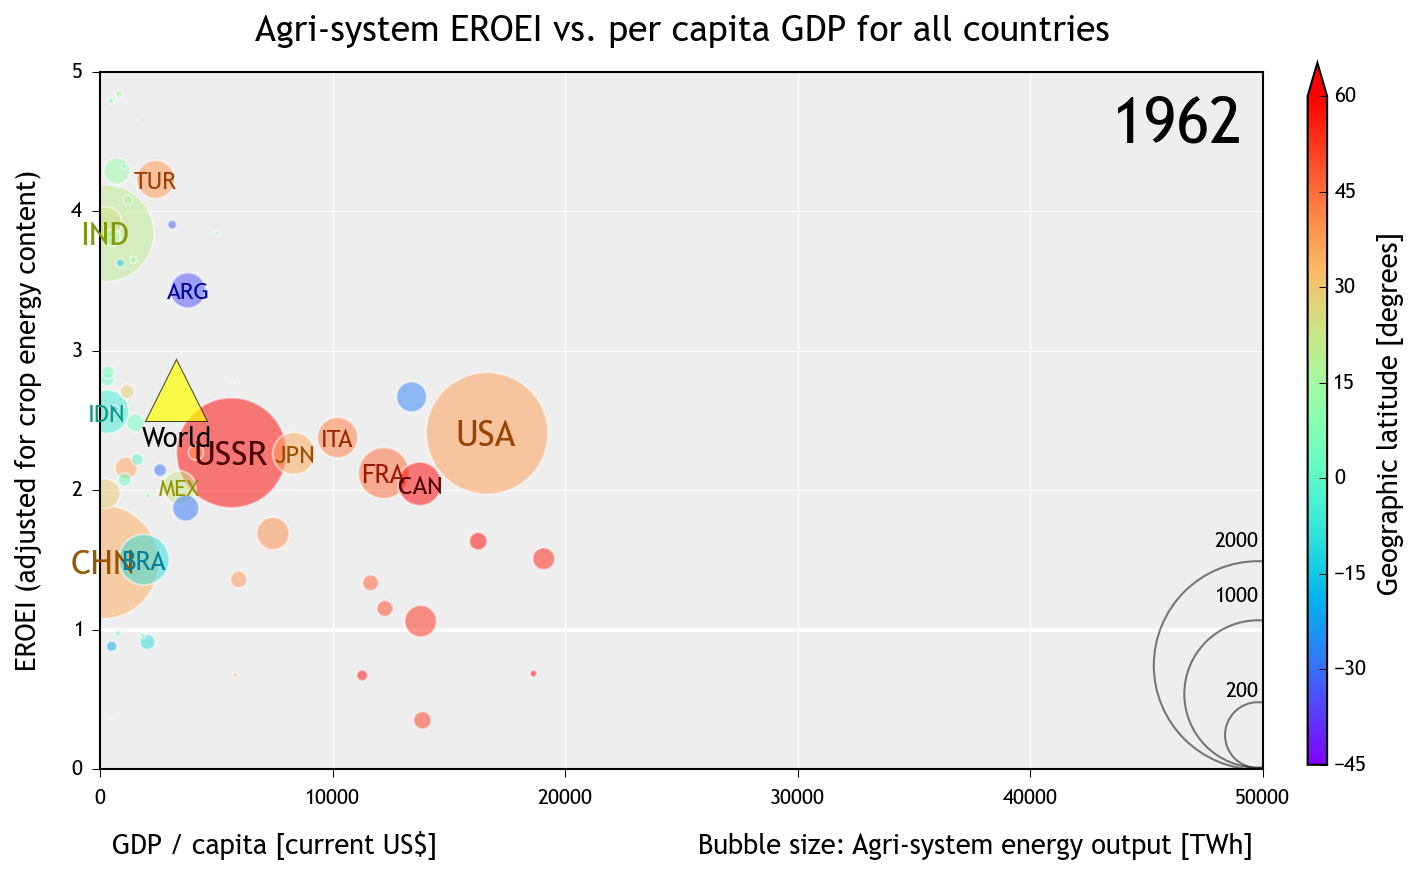 Agri-system EROEI vs. per capita GDP for all countries
1962
EROEI (adjusted for crop energy content)
5
4
3
2
1
0
TUR
IND
ARG
IDN
World
USSR
JPN
ITA
USA
MEX
FRA
CAN
CHN
BRA
2000
1000
200
0
10000
20000
30000
40000
50000
GDP / capita [current US$]
Bubble size: Agri-system energy output [TWh]
60
45
30
15
0
−15
−30
−45
Geographic latitude [degrees]